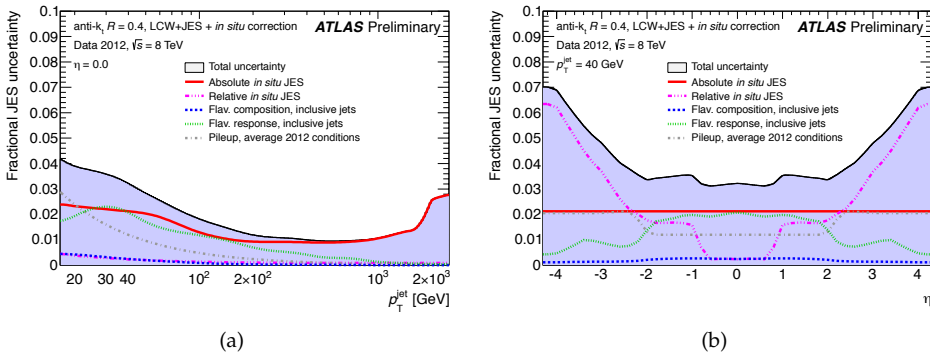 anti-kt R = 0.4, LCW+JES + in situ correction ATLAS Preliminary
Data 2012, √s = 8 TeV
η = 0.0
Total uncertainty
Absolute in situ JES
Relative in situ JES
Flav. composition, inclusive jets
Flav. response, inclusive jets
Pileup, average 2012 conditions
Fractional JES uncertainty
0.1
0.09
0.08
0.07
0.06
0.05
0.04
0.03
0.02
0.01
0
20 30 40 10² 2×10² 10³ 2×10³
pT^jet [GeV]
(a)
anti-kt R = 0.4, LCW+JES + in situ correction ATLAS Preliminary
Data 2012, √s = 8 TeV
pT^jet = 40 GeV
Total uncertainty
Absolute in situ JES
Relative in situ JES
Flav. composition, inclusive jets
Flav. response, inclusive jets
Pileup, average 2012 conditions
Fractional JES uncertainty
0.1
0.09
0.08
0.07
0.06
0.05
0.04
0.03
0.02
0.01
0
-4 -3 -2 -1 0 1 2 3 4
η
(b)